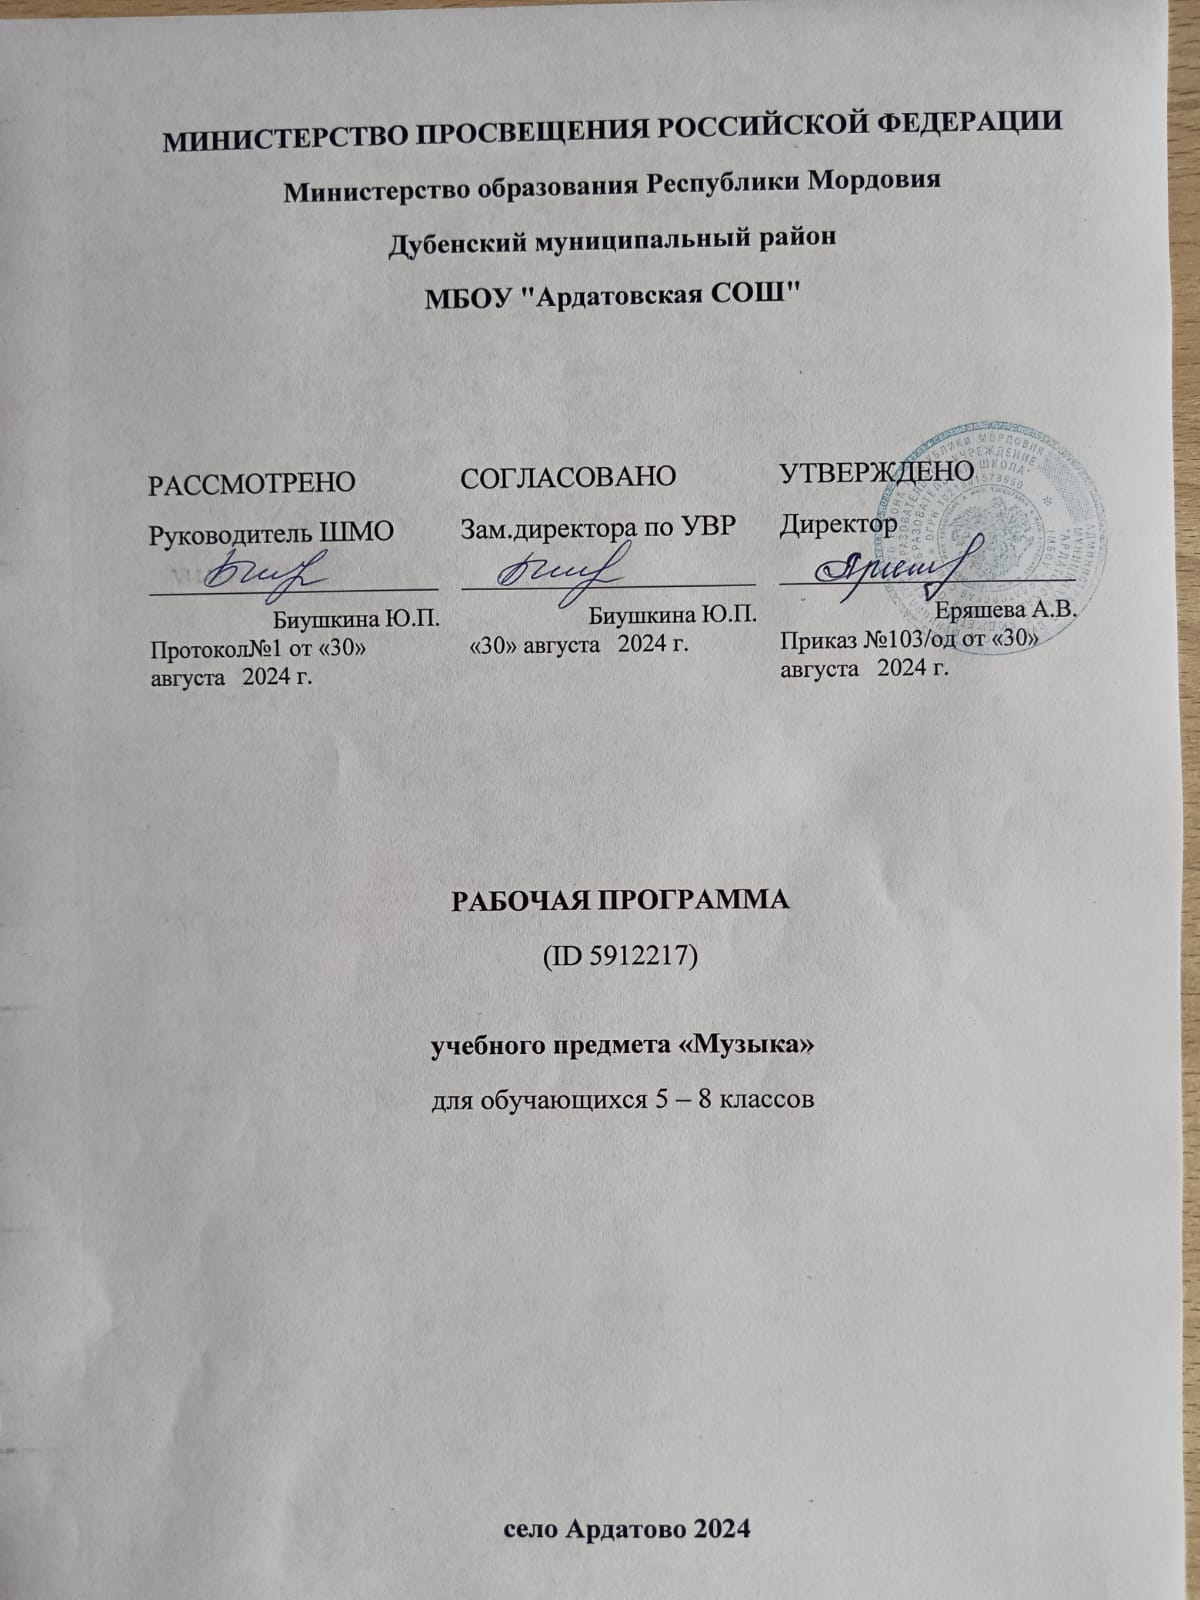 МИНИСТЕРСТВО ПРОСВЕЩЕНИЯ РОССИЙСКОЙ ФЕДЕРАЦИИ
Министерство образования Республики Мордовия
Дубенский муниципальный район
МБОУ "Ардатовская СОШ"
РАССМОТРЕНО
Руководитель ШМО
Биушкина Ю.П.
Протокол№1 от «30»
августа 2024 г.
СОГЛАСОВАНО
Зам.директора по УВР
Биушкина Ю.П.
«30» августа 2024 г.
УТВЕРЖДЕНО
Директор
Еряшева А.В.
Приказ №103/од от «30»
августа 2024 г.
РАБОЧАЯ ПРОГРАММА
(ID 5912217)
учебного предмета «Музыка»
для обучающихся 5 – 8 классов
село Ардатово 2024